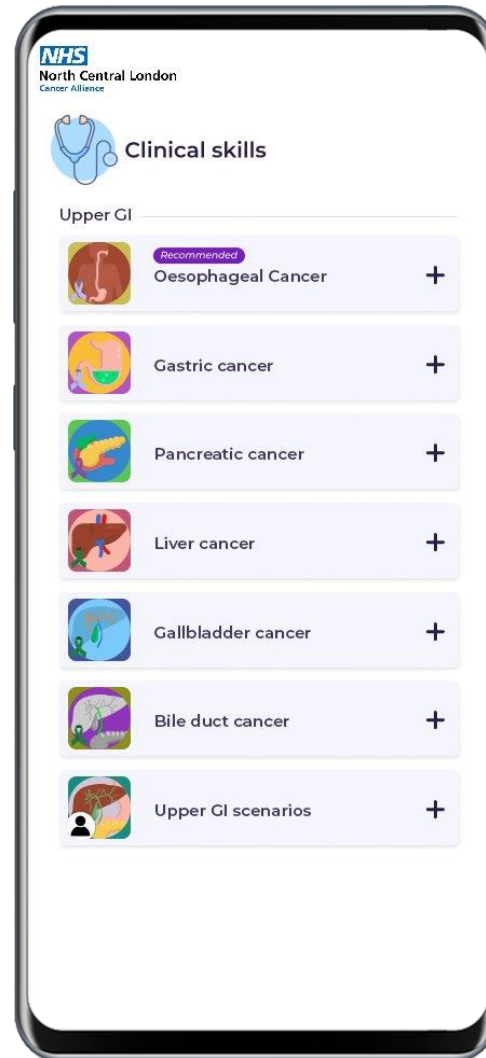 NHS
North Central London
Cancer Alliance
Clinical skills
Upper GI
Recommended
Oesophageal Cancer
Gastric cancer
Pancreatic cancer
Liver cancer
Gallbladder cancer
Bile duct cancer
Upper GI scenarios